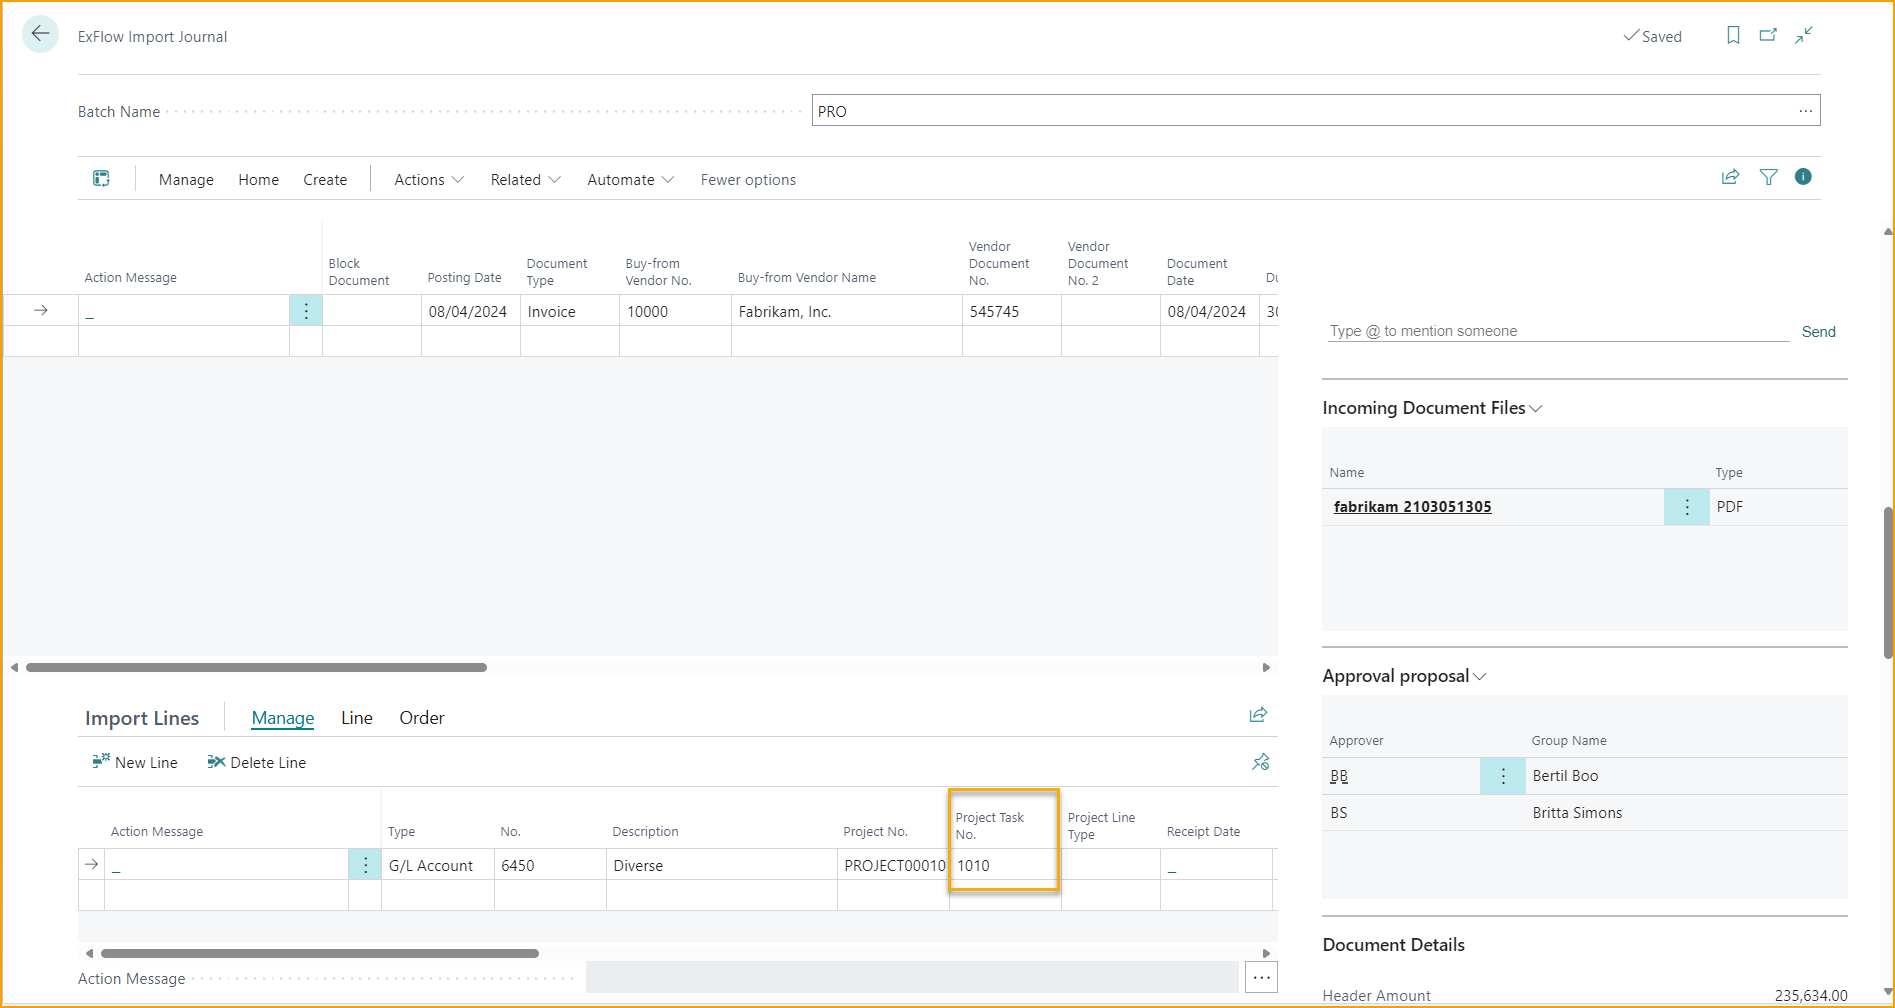 ExFlow Import Journal
Saved
Batch Name
PRO
Manage Home Create Actions Related Automate Fewer options
Action Message
Block Document
Posting Date
Document Type
Buy-from Vendor No.
Buy-from Vendor Name
Vendor Document No.
Vendor Document No. 2
Document Date
Du
_ 08/04/2024 Invoice 10000 Fabrikam, Inc. 545745 08/04/2024 30
Type @ to mention someone
Send
Incoming Document Files
Name Type
fabrikam 2103051305 PDF
Approval proposal
Approver Group Name
BB Bertil Boo
BS Britta Simons
Document Details
Header Amount 235,634.00
Import Lines Manage Line Order
New Line Delete Line
Action Message
Type
No.
Description
Project No.
Project Task No.
Project Line Type
Receipt Date
_ G/L Account 6450 Diverse PROJECT00010 1010 _
Action Message